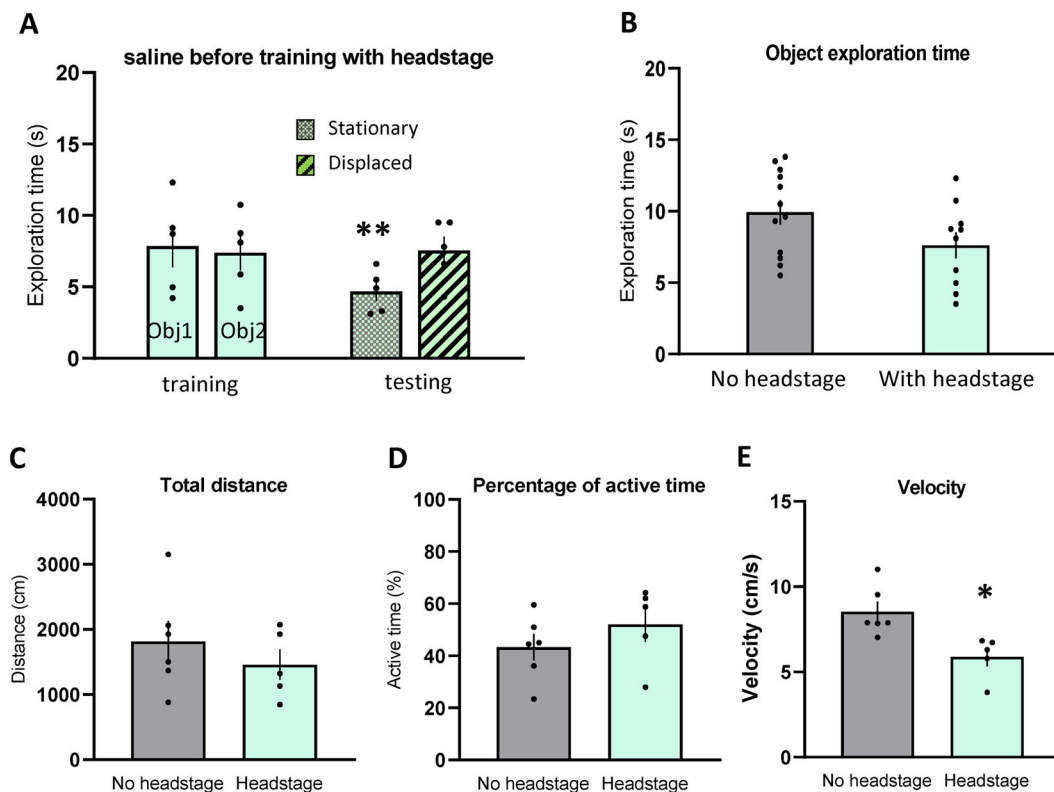 A
saline before training with headstage
Exploration time (s)
20
15
10
5
0
Stationary
Displaced
**
Obj1
Obj2
training
testing
B
Object exploration time
Exploration time (s)
20
15
10
5
0
No headstage
With headstage
C
Total distance
Distance (cm)
4000
3000
2000
1000
0
No headstage
Headstage
D
Percentage of active time
Active time (%)
100
80
60
40
20
0
No headstage
Headstage
E
Velocity
Velocity (cm/s)
15
10
5
0
*
No headstage
Headstage